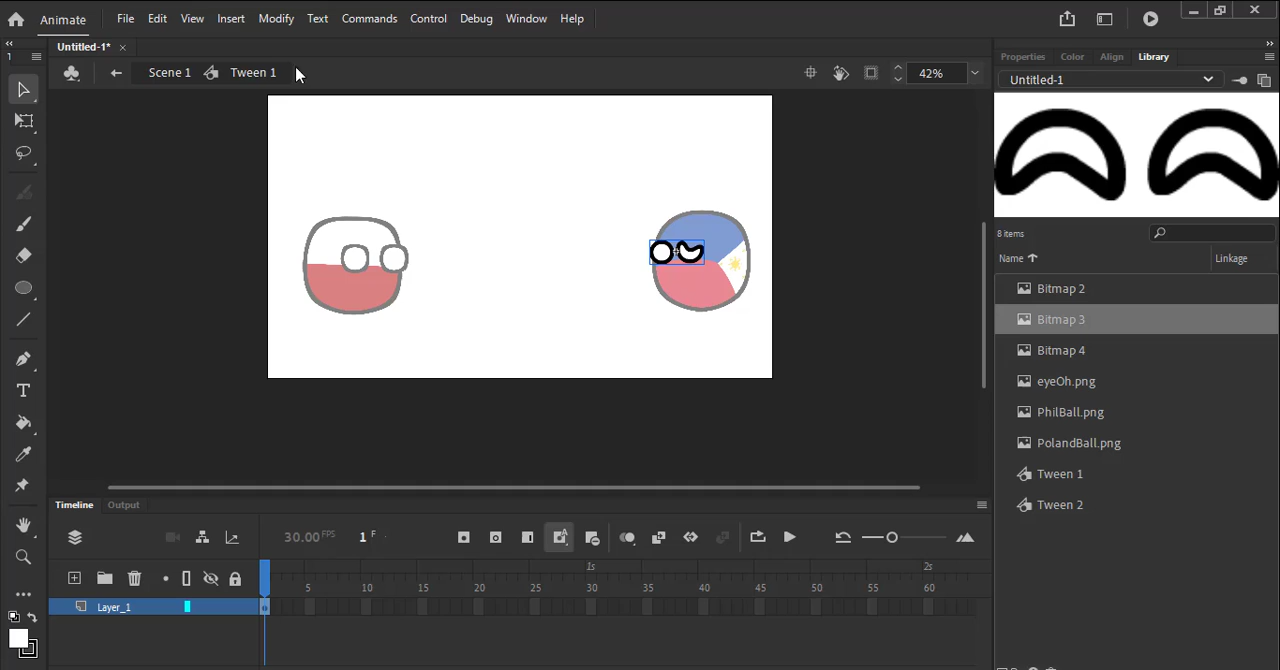 Animate File Edit View Insert Modify Text Commands Control Debug Window Help
Untitled-1*
1
Scene 1 Tween 1 42%
Properties Color Align Library
Untitled-1
8 items
Name Linkage
Bitmap 2
Bitmap 3
Bitmap 4
eyeOh.png
PhilBall.png
PolandBall.png
Tween 1
Tween 2
Timeline Output
30.00 FPS 1 F
1s 2s
5 10 15 20 25 30 35 40 45 50 55 60
Layer_1